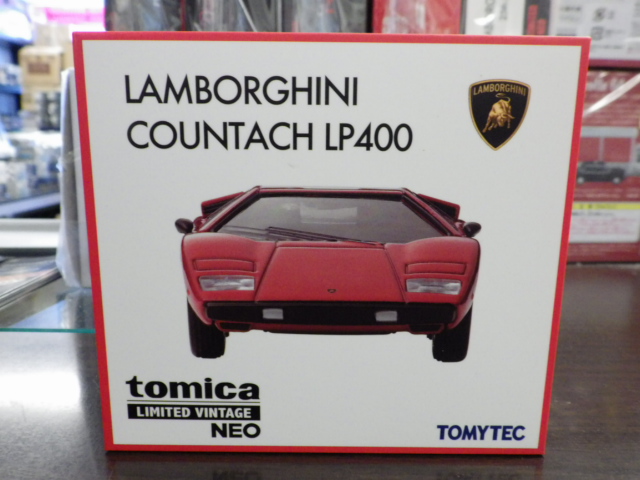 LAMBORGHINI
COUNTACH LP400
LAMBORGHINI
tomica
LIMITED VINTAGE
NEO
TOMYTEC